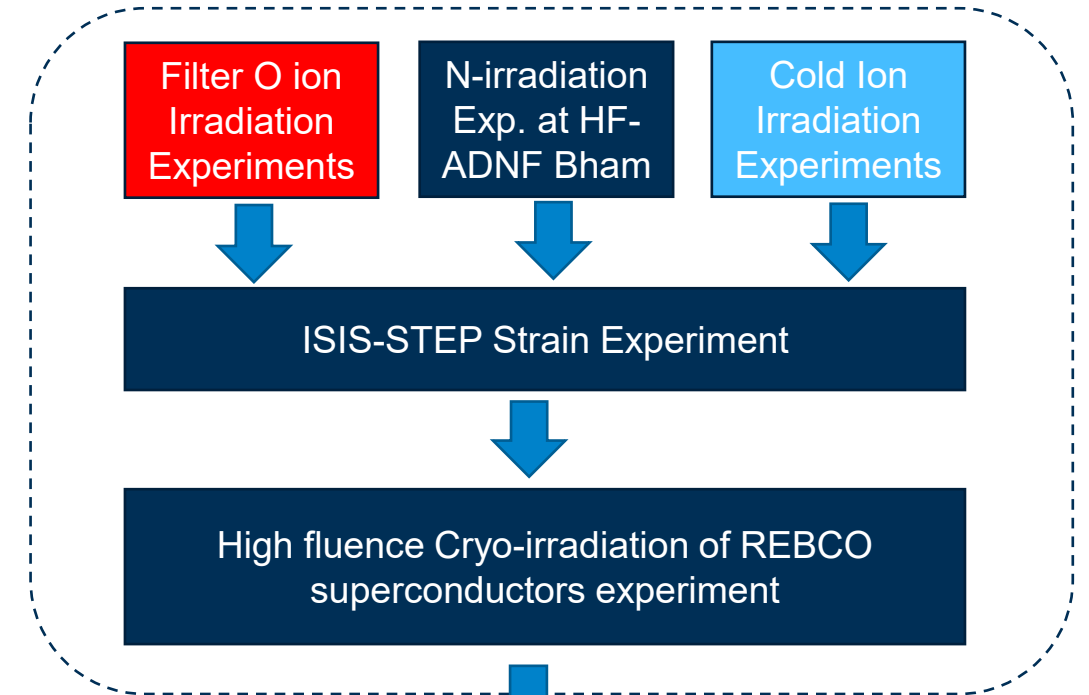 Filter O ion
Irradiation
Experiments
N-irradiation
Exp. at HF-
ADNF Bham
Cold Ion
Irradiation
Experiments
ISIS-STEP Strain Experiment
High fluence Cryo-irradiation of REBCO
superconductors experiment